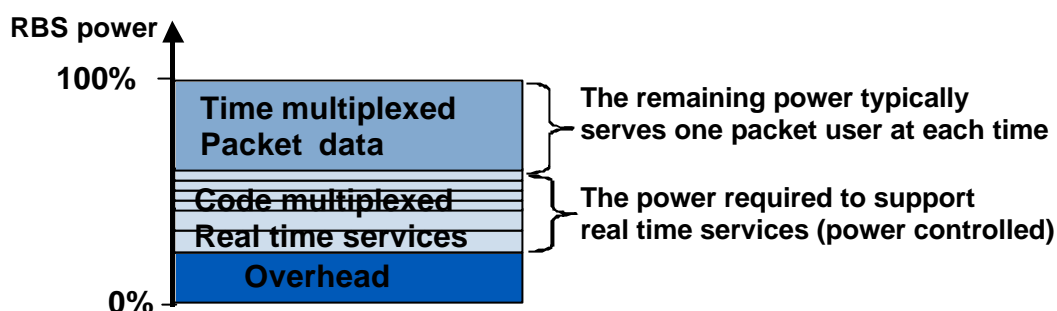 RBS power
100%
Time multiplexed
Packet data
The remaining power typically
serves one packet user at each time
Code multiplexed
Real time services
The power required to support
real time services (power controlled)
Overhead
0%